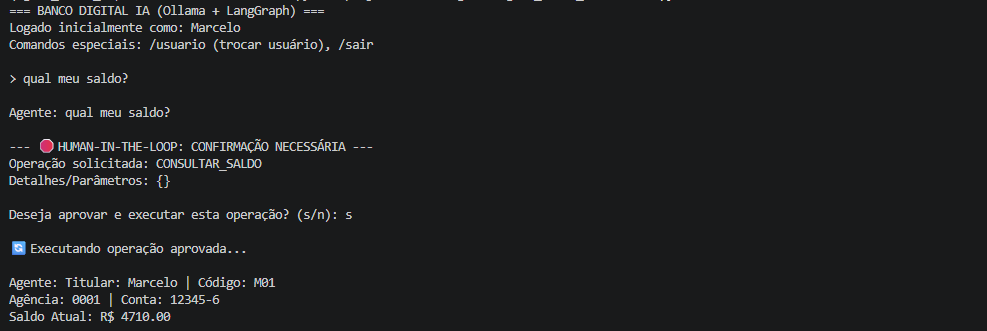 === BANCO DIGITAL IA (Ollama + LangGraph) ===
Logado inicialmente como: Marcelo
Comandos especiais: /usuario (trocar usuário), /sair
> qual meu saldo?
Agente: qual meu saldo?
--- 🛑 HUMAN-IN-THE-LOOP: CONFIRMAÇÃO NECESSÁRIA ---
Operação solicitada: CONSULTAR_SALDO
Detalhes/Parâmetros: {}
Deseja aprovar e executar esta operação? (s/n): s
🔄 Executando operação aprovada...
Agente: Titular: Marcelo | Código: M01
Agência: 0001 | Conta: 12345-6
Saldo Atual: R$ 4710.00